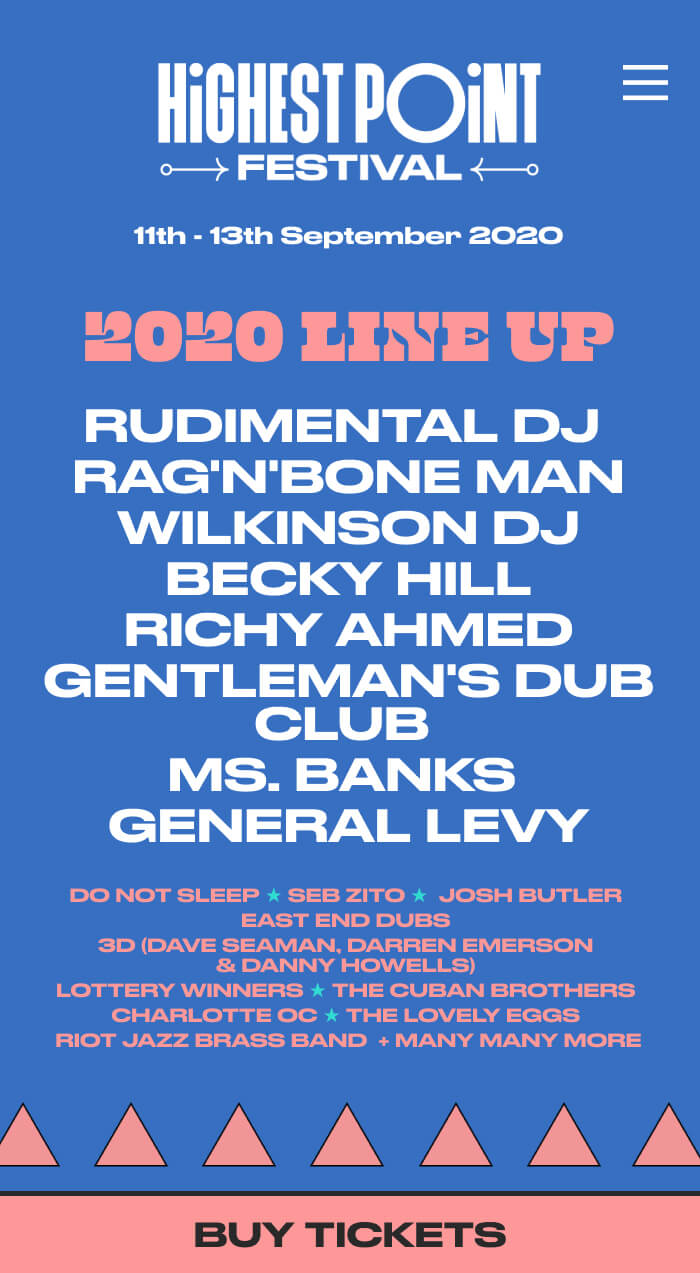 HiGHEST POiNT
FESTIVAL
11th - 13th September 2020
2020 LINE UP
RUDIMENTAL DJ
RAG'N'BONE MAN
WILKINSON DJ
BECKY HILL
RICHY AHMED
GENTLEMAN'S DUB
CLUB
MS. BANKS
GENERAL LEVY
DO NOT SLEEP ★ SEB ZITO ★ JOSH BUTLER
EAST END DUBS
3D (DAVE SEAMAN, DARREN EMERSON
& DANNY HOWELLS)
LOTTERY WINNERS ★ THE CUBAN BROTHERS
CHARLOTTE OC ★ THE LOVELY EGGS
RIOT JAZZ BRASS BAND + MANY MANY MORE
BUY TICKETS